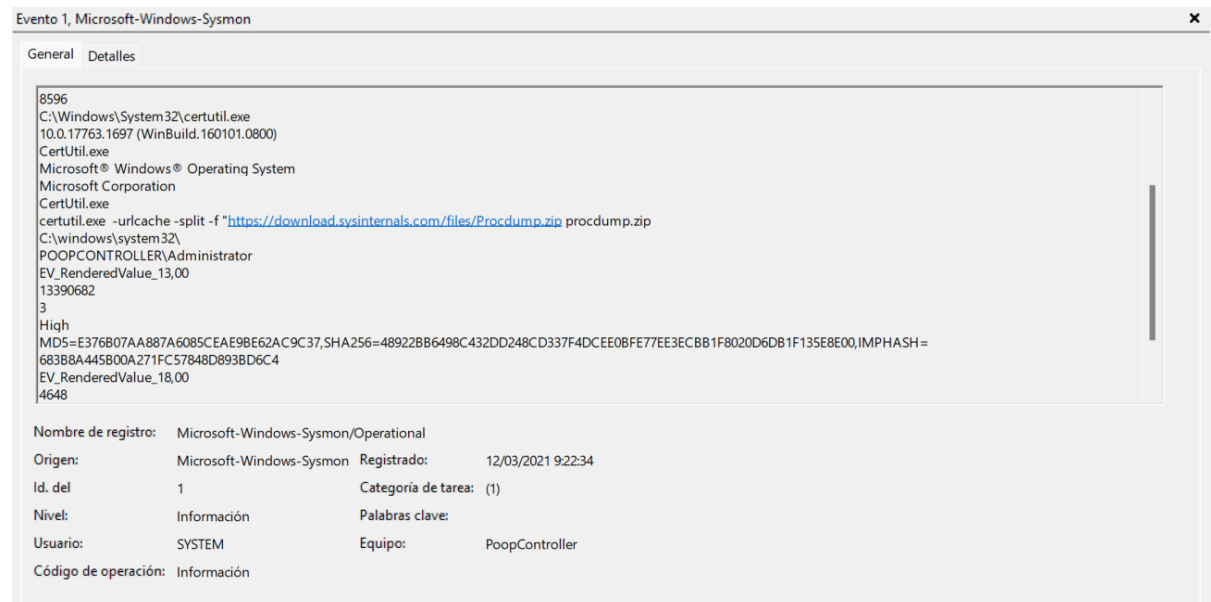 Evento 1, Microsoft-Windows-Sysmon
General Detalles
8596
C:\Windows\System32\certutil.exe
10.0.17763.1697 (WinBuild.160101.0800)
CertUtil.exe
Microsoft® Windows® Operating System
Microsoft Corporation
CertUtil.exe
certutil.exe -urlcache -split -f "https://download.sysinternals.com/files/Procdump.zip procdump.zip
C:\windows\system32\
POOPCONTROLLER\Administrator
EV_RenderedValue_13,00
13390682
3
High
MD5=E376B07AA887A6085CEAE9BE62AC9C37,SHA256=48922BB6498C432DD248CD337F4DCEE0BFE77EE3ECBB1F8020D6DB1F135E8E00,IMPHASH=
683B8A445B00A271FC57848D893BD6C4
EV_RenderedValue_18,00
4648
Nombre de registro: Microsoft-Windows-Sysmon/Operational
Origen: Microsoft-Windows-Sysmon Registrado: 12/03/2021 9:22:34
Id. del 1 Categoría de tarea: (1)
Nivel: Información Palabras clave:
Usuario: SYSTEM Equipo: PoopController
Código de operación: Información